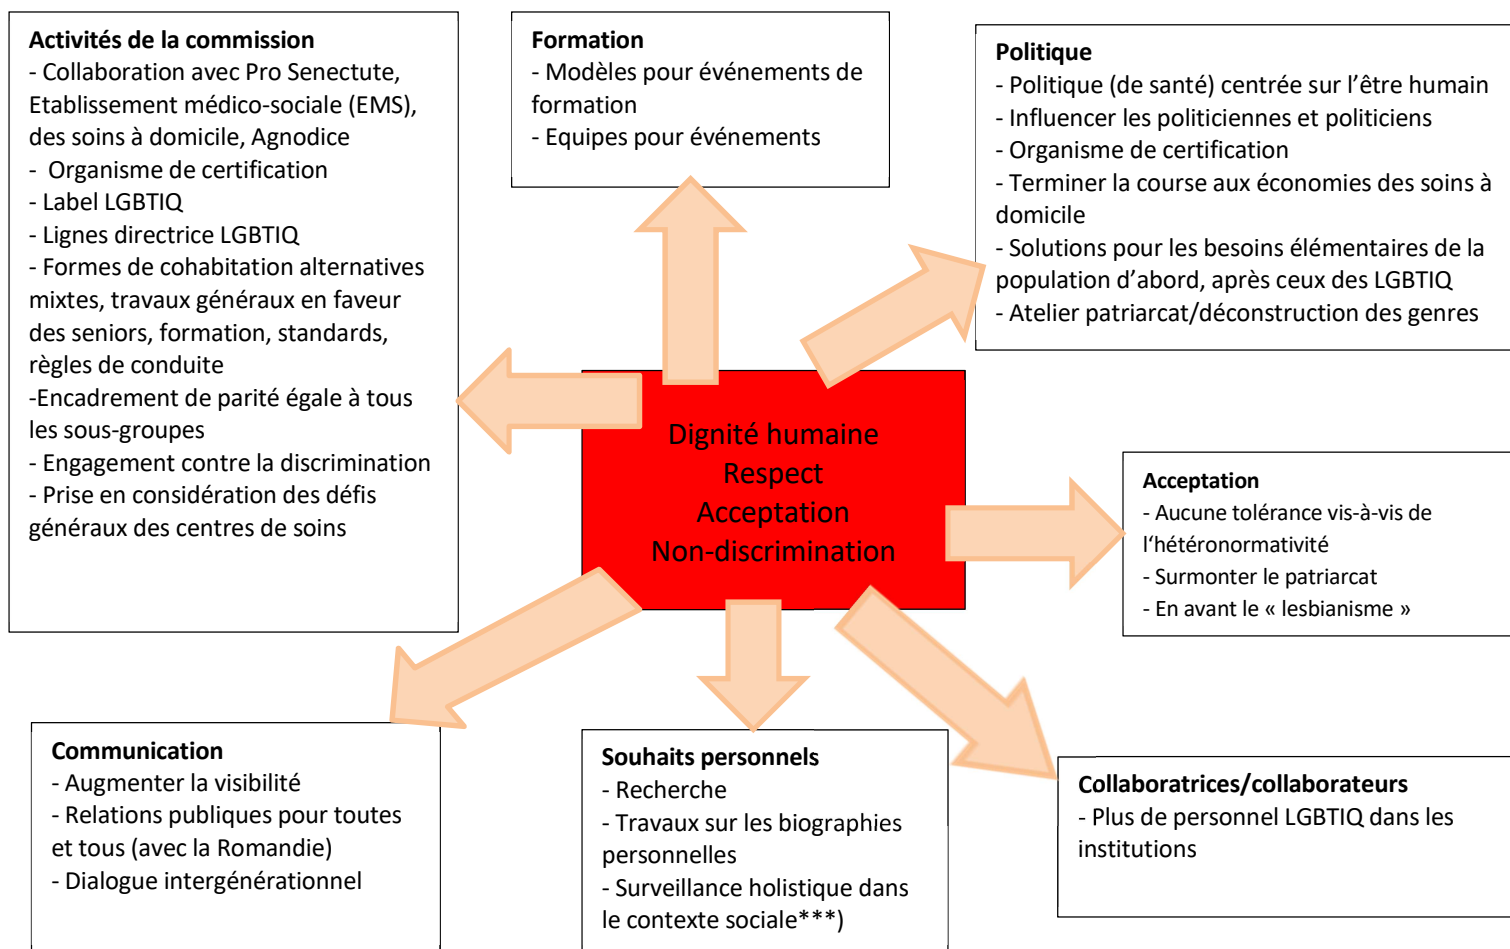 Activités de la commission
- Collaboration avec Pro Senectute,
Etablissement médico-sociale (EMS),
des soins à domicile, Agnodice
- Organisme de certification
- Label LGBTIQ
- Lignes directrice LGBTIQ
- Formes de cohabitation alternatives
mixtes, travaux généraux en faveur
des seniors, formation, standards,
règles de conduite
-Encadrement de parité égale à tous
les sous-groupes
- Engagement contre la discrimination
- Prise en considération des défis
généraux des centres de soins
Formation
- Modèles pour événements de
formation
- Equipes pour événements
Politique
- Politique (de santé) centrée sur l’être humain
- Influencer les politiciennes et politiciens
- Organisme de certification
- Terminer la course aux économies des soins à
domicile
- Solutions pour les besoins élémentaires de la
population d’abord, après ceux des LGBTIQ
- Atelier patriarcat/déconstruction des genres
Dignité humaine
Respect
Acceptation
Non-discrimination
Acceptation
- Aucune tolérance vis-à-vis de
l‘hétéronormativité
- Surmonter le patriarcat
- En avant le « lesbianisme »
Communication
- Augmenter la visibilité
- Relations publiques pour toutes
et tous (avec la Romandie)
- Dialogue intergénérationnel
Souhaits personnels
- Recherche
- Travaux sur les biographies
personnelles
- Surveillance holistique dans
le contexte sociale***)
Collaboratrices/collaborateurs
- Plus de personnel LGBTIQ dans les
institutions